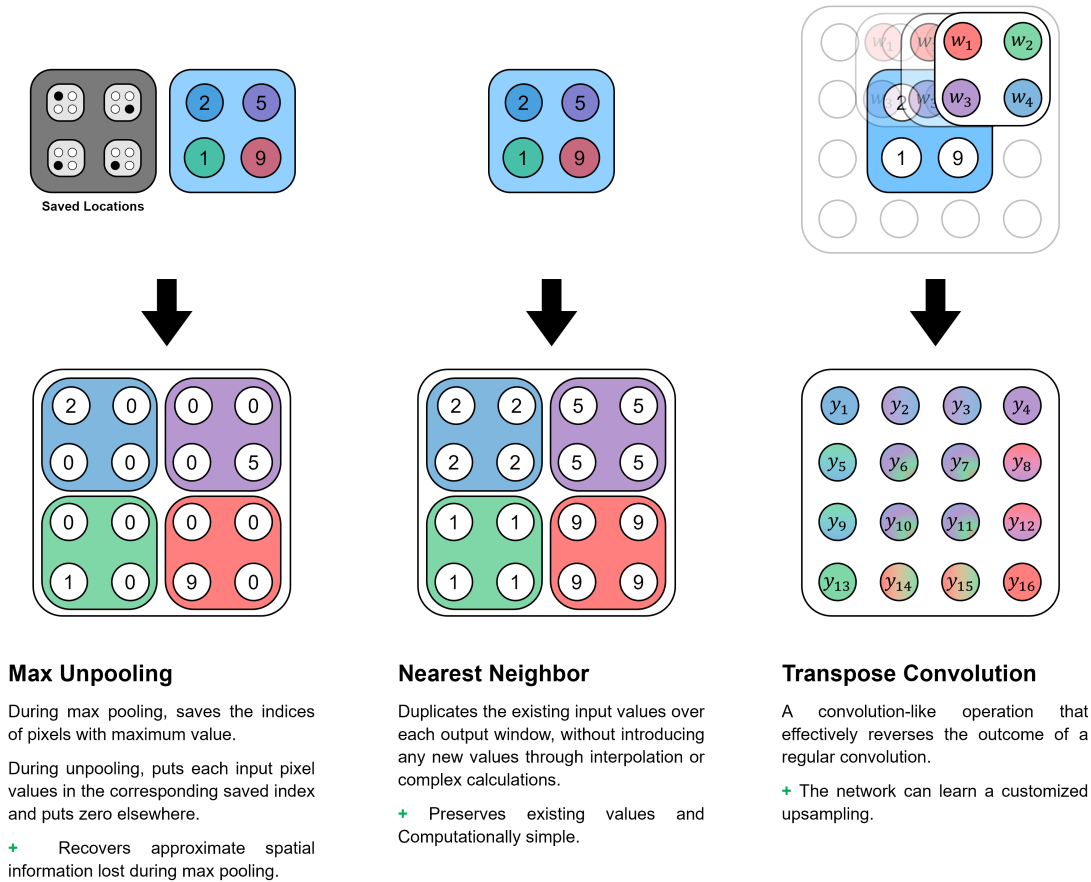 2 5
1 9
Saved Locations
2 5
1 9
w1 w2 w1 w2
w3 2 w3 w3 w4
1 9
2 0 0 0
0 0 0 5
0 0 0 0
1 0 9 0
2 2 5 5
2 2 5 5
1 1 9 9
1 1 9 9
y1 y2 y3 y4
y5 y6 y7 y8
y9 y10 y11 y12
y13 y14 y15 y16
Max Unpooling
During max pooling, saves the indices
of pixels with maximum value.
During unpooling, puts each input pixel
values in the corresponding saved index
and puts zero elsewhere.
+ Recovers approximate spatial
information lost during max pooling.
Nearest Neighbor
Duplicates the existing input values over
each output window, without introducing
any new values through interpolation or
complex calculations.
+ Preserves existing values and
Computationally simple.
Transpose Convolution
A convolution-like operation that
effectively reverses the outcome of a
regular convolution.
+ The network can learn a customized
upsampling.